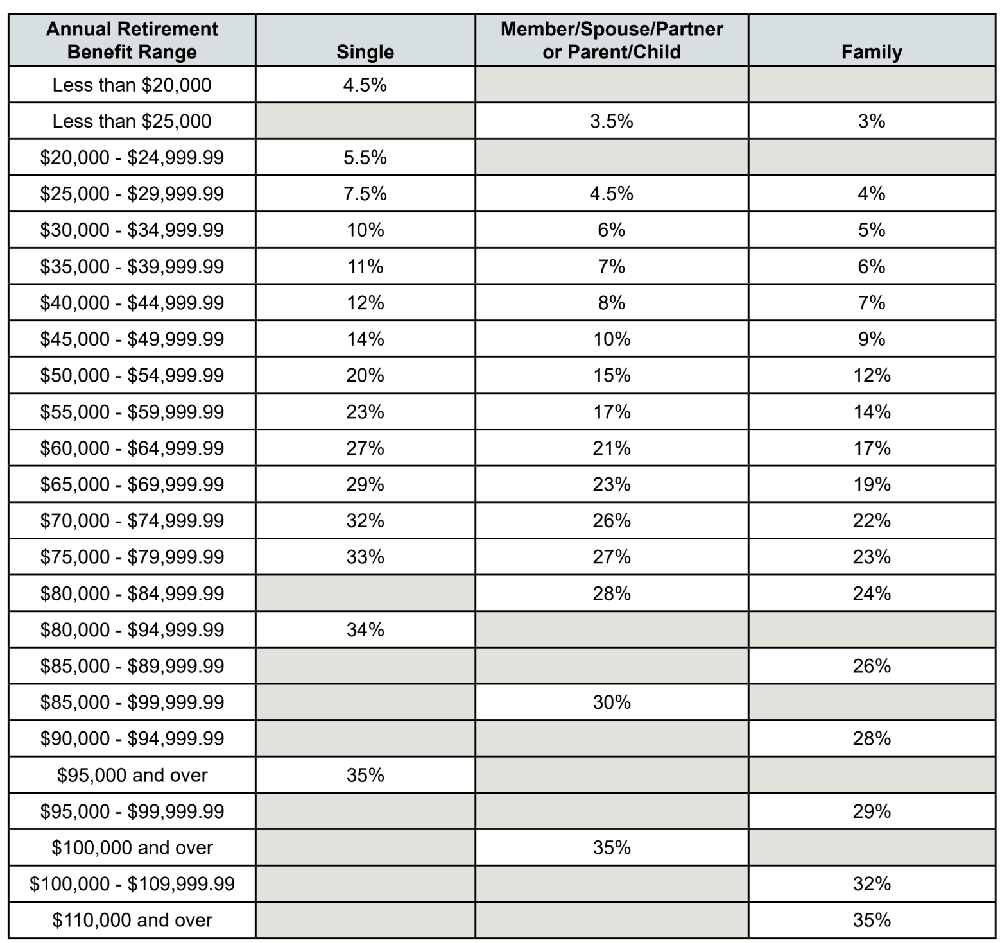 Annual Retirement Benefit Range Single Member/Spouse/Partner or Parent/Child Family
Less than $20,000 4.5%
Less than $25,000 3.5% 3%
$20,000 - $24,999.99 5.5%
$25,000 - $29,999.99 7.5% 4.5% 4%
$30,000 - $34,999.99 10% 6% 5%
$35,000 - $39,999.99 11% 7% 6%
$40,000 - $44,999.99 12% 8% 7%
$45,000 - $49,999.99 14% 10% 9%
$50,000 - $54,999.99 20% 15% 12%
$55,000 - $59,999.99 23% 17% 14%
$60,000 - $64,999.99 27% 21% 17%
$65,000 - $69,999.99 29% 23% 19%
$70,000 - $74,999.99 32% 26% 22%
$75,000 - $79,999.99 33% 27% 23%
$80,000 - $84,999.99 28% 24%
$80,000 - $94,999.99 34%
$85,000 - $89,999.99 26%
$85,000 - $99,999.99 30%
$90,000 - $94,999.99 28%
$95,000 and over 35%
$95,000 - $99,999.99 29%
$100,000 and over 35%
$100,000 - $109,999.99 32%
$110,000 and over 35%